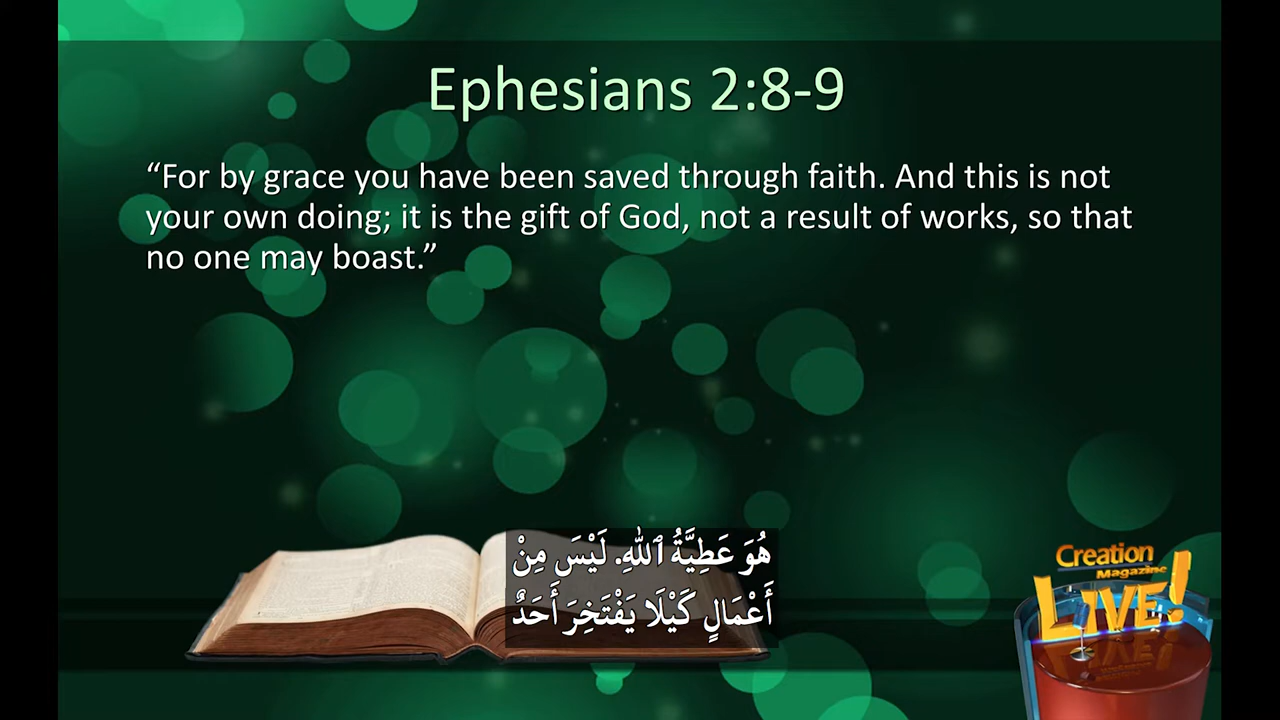 Ephesians 2:8-9
“For by grace you have been saved through faith. And this is not
your own doing; it is the gift of God, not a result of works, so that
no one may boast.”
هُوَ عَطِيَّةُ ٱللهِ. لَيْسَ مِنْ
أَعْمَالٍ كَيْلَا يَفْتَخِرَ أَحَدٌ
Creation
Magazine
LIVE!